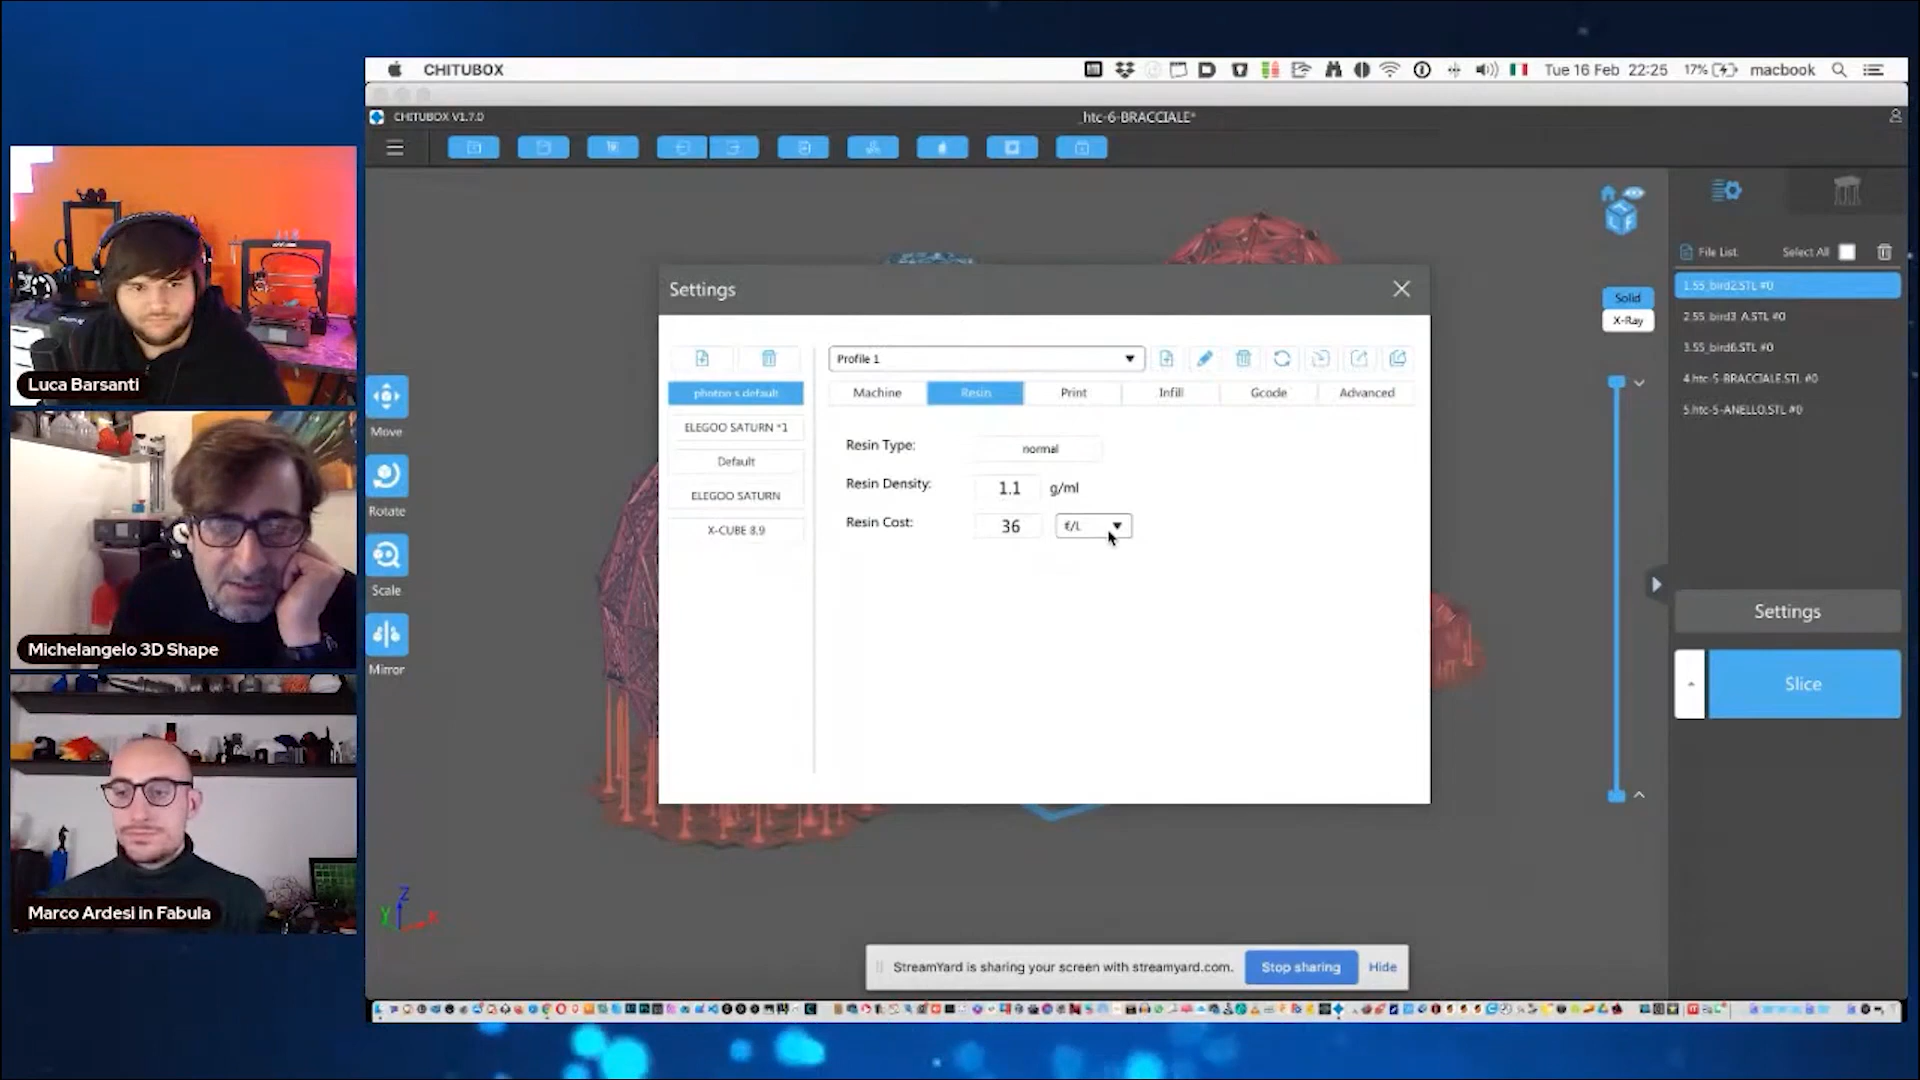 CHITUBOX
Tue 16 Feb 22:25 17% macbook
CHITUBOX V1.7.0
_htc-6-BRACCIALE*
File List:
Select All
1.55_bird2.STL #0
2.55_bird3_A.STL #0
3.55_bird6.STL #0
4.htc-5-BRACCIALE.STL #0
5.htc-5-ANELLO.STL #0
Solid
X-Ray
Move
Rotate
Scale
Mirror
Settings
Profile 1
photon s default
ELEGOO SATURN *1
Default
ELEGOO SATURN
X-CUBE 8.9
Machine
Resin
Print
Infill
Gcode
Advanced
Resin Type:
normal
Resin Density:
1.1
g/ml
Resin Cost:
36
€/L
Settings
Slice
Luca Barsanti
Michelangelo 3D Shape
Marco Ardesi in Fabula
Z
Y
X
StreamYard is sharing your screen with streamyard.com.
Stop sharing
Hide